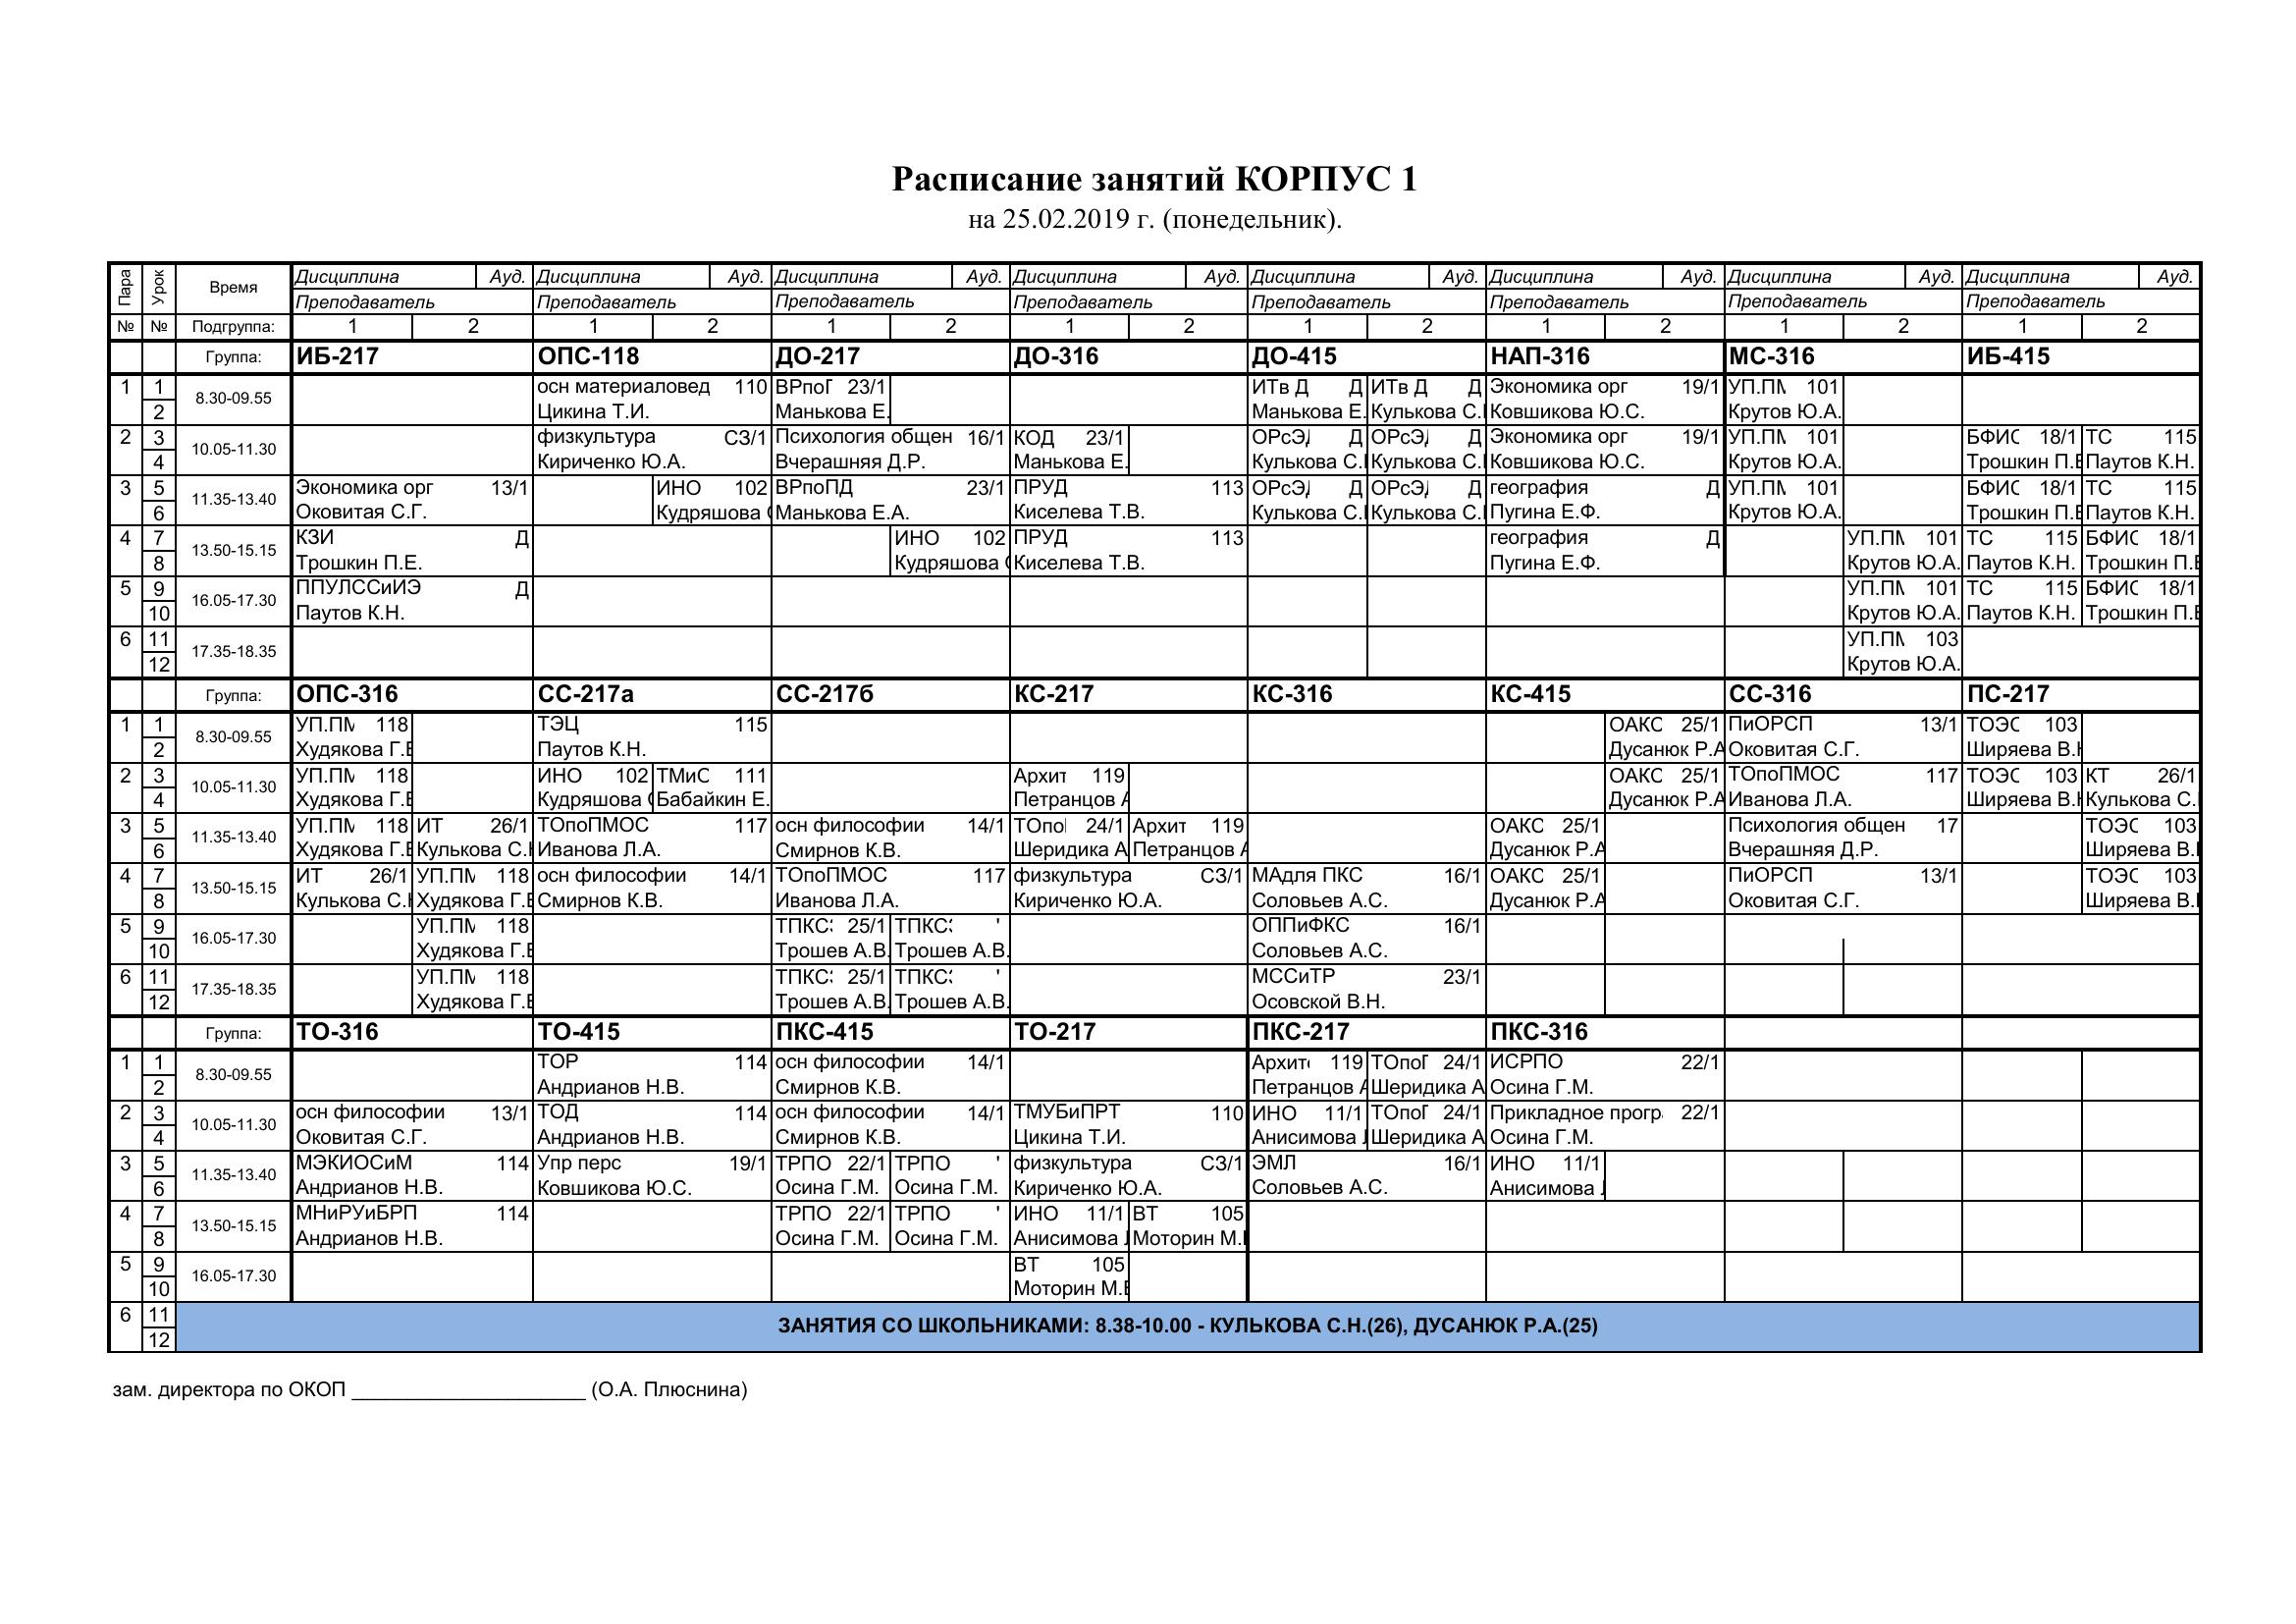 Расписание занятий КОРПУС 1
на 25.02.2019 г. (понедельник).
Пара Урок Время Дисциплина Ауд. Дисциплина Ауд. Дисциплина Ауд. Дисциплина Ауд. Дисциплина Ауд. Дисциплина Ауд. Дисциплина Ауд. Дисциплина Ауд.
Преподаватель Преподаватель Преподаватель Преподаватель Преподаватель Преподаватель Преподаватель Преподаватель
№ № Подгруппа: 1 2 1 2 1 2 1 2 1 2 1 2 1 2 1 2
Группа: ИБ-217 ОПС-118 ДО-217 ДО-316 ДО-415 НАП-316 МС-316 ИБ-415
1 1 8.30-09.55 осн материаловед 110 ВРпоГ 23/1 ИТв Д Д ИТв Д Д Экономика орг 19/1 УП.ПМ 101
2 Цикина Т.И. Манькова Е. Манькова Е. Кулькова С. Ковшикова Ю.С. Крутов Ю.А.
2 3 10.05-11.30 физкультура СЗ/1 Психология общен 16/1 КОД 23/1 ОРсЭ Д ОРсЭ Д Экономика орг 19/1 УП.ПМ 101 БФИС 18/1 ТС 115
4 Кириченко Ю.А. Вчерашняя Д.Р. Манькова Е. Кулькова С. Кулькова С. Ковшикова Ю.С. Крутов Ю.А. Трошкин П.Е Паутов К.Н.
3 5 11.35-13.40 Экономика орг 13/1 ИНО 102 ВРпоПД 23/1 ПРУД 113 ОРсЭ Д ОРсЭ Д география Д УП.ПМ 101 БФИС 18/1 ТС 115
6 Оковитая С.Г. Кудряшова Манькова Е.А. Киселева Т.В. Кулькова С. Кулькова С. Пугина Е.Ф. Крутов Ю.А. Трошкин П.Е Паутов К.Н.
4 7 13.50-15.15 КЗИ Д ИНО 102 ПРУД 113 география Д УП.ПМ 101 ТС 115 БФИС 18/1
8 Трошкин П.Е. Кудряшова Киселева Т.В. Пугина Е.Ф. Крутов Ю.А. Паутов К.Н. Трошкин П.Е
5 9 16.05-17.30 ППУЛССиИЭ Д УП.ПМ 101 ТС 115 БФИС 18/1
10 Паутов К.Н. Крутов Ю.А. Паутов К.Н. Трошкин П.Е
6 11 17.35-18.35 УП.ПМ 103
12 Крутов Ю.А.
Группа: ОПС-316 СС-217а СС-217б КС-217 КС-316 КС-415 СС-316 ПС-217
1 1 8.30-09.55 УП.ПМ 118 ТЭЦ 115 ОАКС 25/1 ПиОРСП 13/1 ТОЭС 103
2 Худякова Г.Е Паутов К.Н. Дусанюк Р.А Оковитая С.Г. Ширяева В.
2 3 10.05-11.30 УП.ПМ 118 ИНО 102 ТМиС 111 Архит 119 ОАКС 25/1 ТОпоПМОС 117 ТОЭС 103 КТ 26/1
4 Худякова Г.Е Кудряшова Бабайкин Е. Петранцов А Дусанюк Р.А Иванова Л.А. Ширяева В. Кулькова С.
3 5 11.35-13.40 УП.ПМ 118 ИТ 26/1 ТОпоПМОС 117 осн философии 14/1 ТОпо 24/1 Архит 119 ОАКС 25/1 Психология общен 17 ТОЭС 103
6 Худякова Г.Е Кулькова С. Иванова Л.А. Смирнов К.В. Шеридика А Петранцов А Дусанюк Р.А Вчерашняя Д.Р. Ширяева В.
4 7 13.50-15.15 ИТ 26/1 УП.ПМ 118 осн философии 14/1 ТОпоПМОС 117 физкультура СЗ/1 МАдля ПКС 16/1 ОАКС 25/1 ПиОРСП 13/1 ТОЭС 103
8 Кулькова С. Худякова Г.Е Смирнов К.В. Иванова Л.А. Кириченко Ю.А. Соловьев А.С. Дусанюк Р.А Оковитая С.Г. Ширяева В.
5 9 16.05-17.30 УП.ПМ 118 ТПКС 25/1 ТПКС ' ОППиФКС 16/1
10 Худякова Г.Е Трошев А.В. Трошев А.В. Соловьев А.С.
6 11 17.35-18.35 УП.ПМ 118 ТПКС 25/1 ТПКС ' МССиТР 23/1
12 Худякова Г.Е Трошев А.В. Трошев А.В. Осовской В.Н.
Группа: ТО-316 ТО-415 ПКС-415 ТО-217 ПКС-217 ПКС-316
1 1 8.30-09.55 ТОР 114 осн философии 14/1 Архит 119 ТОпоГ 24/1 ИСРПО 22/1
2 Андрианов Н.В. Смирнов К.В. Петранцов А Шеридика А Осина Г.М.
2 3 10.05-11.30 осн философии 13/1 ТОД 114 осн философии 14/1 ТМУБиПРТ 110 ИНО 11/1 ТОпоГ 24/1 Прикладное прогр 22/1
4 Оковитая С.Г. Андрианов Н.В. Смирнов К.В. Цикина Т.И. Анисимова Шеридика А Осина Г.М.
3 5 11.35-13.40 МЭКИОСиМ 114 Упр перс 19/1 ТРПО 22/1 ТРПО ' физкультура СЗ/1 ЭМЛ 16/1 ИНО 11/1
6 Андрианов Н.В. Ковшикова Ю.С. Осина Г.М. Осина Г.М. Кириченко Ю.А. Соловьев А.С. Анисимова
4 7 13.50-15.15 МНиРУиБРП 114 ТРПО 22/1 ТРПО ' ИНО 11/1 ВТ 105
8 Андрианов Н.В. Осина Г.М. Осина Г.М. Анисимова Моторин М.
5 9 16.05-17.30 ВТ 105
10 Моторин М.В
6 11 ЗАНЯТИЯ СО ШКОЛЬНИКАМИ: 8.38-10.00 - КУЛЬКОВА С.Н.(26), ДУСАНЮК Р.А.(25)
12
зам. директора по ОКОП _____________________ (О.А. Плюснина)